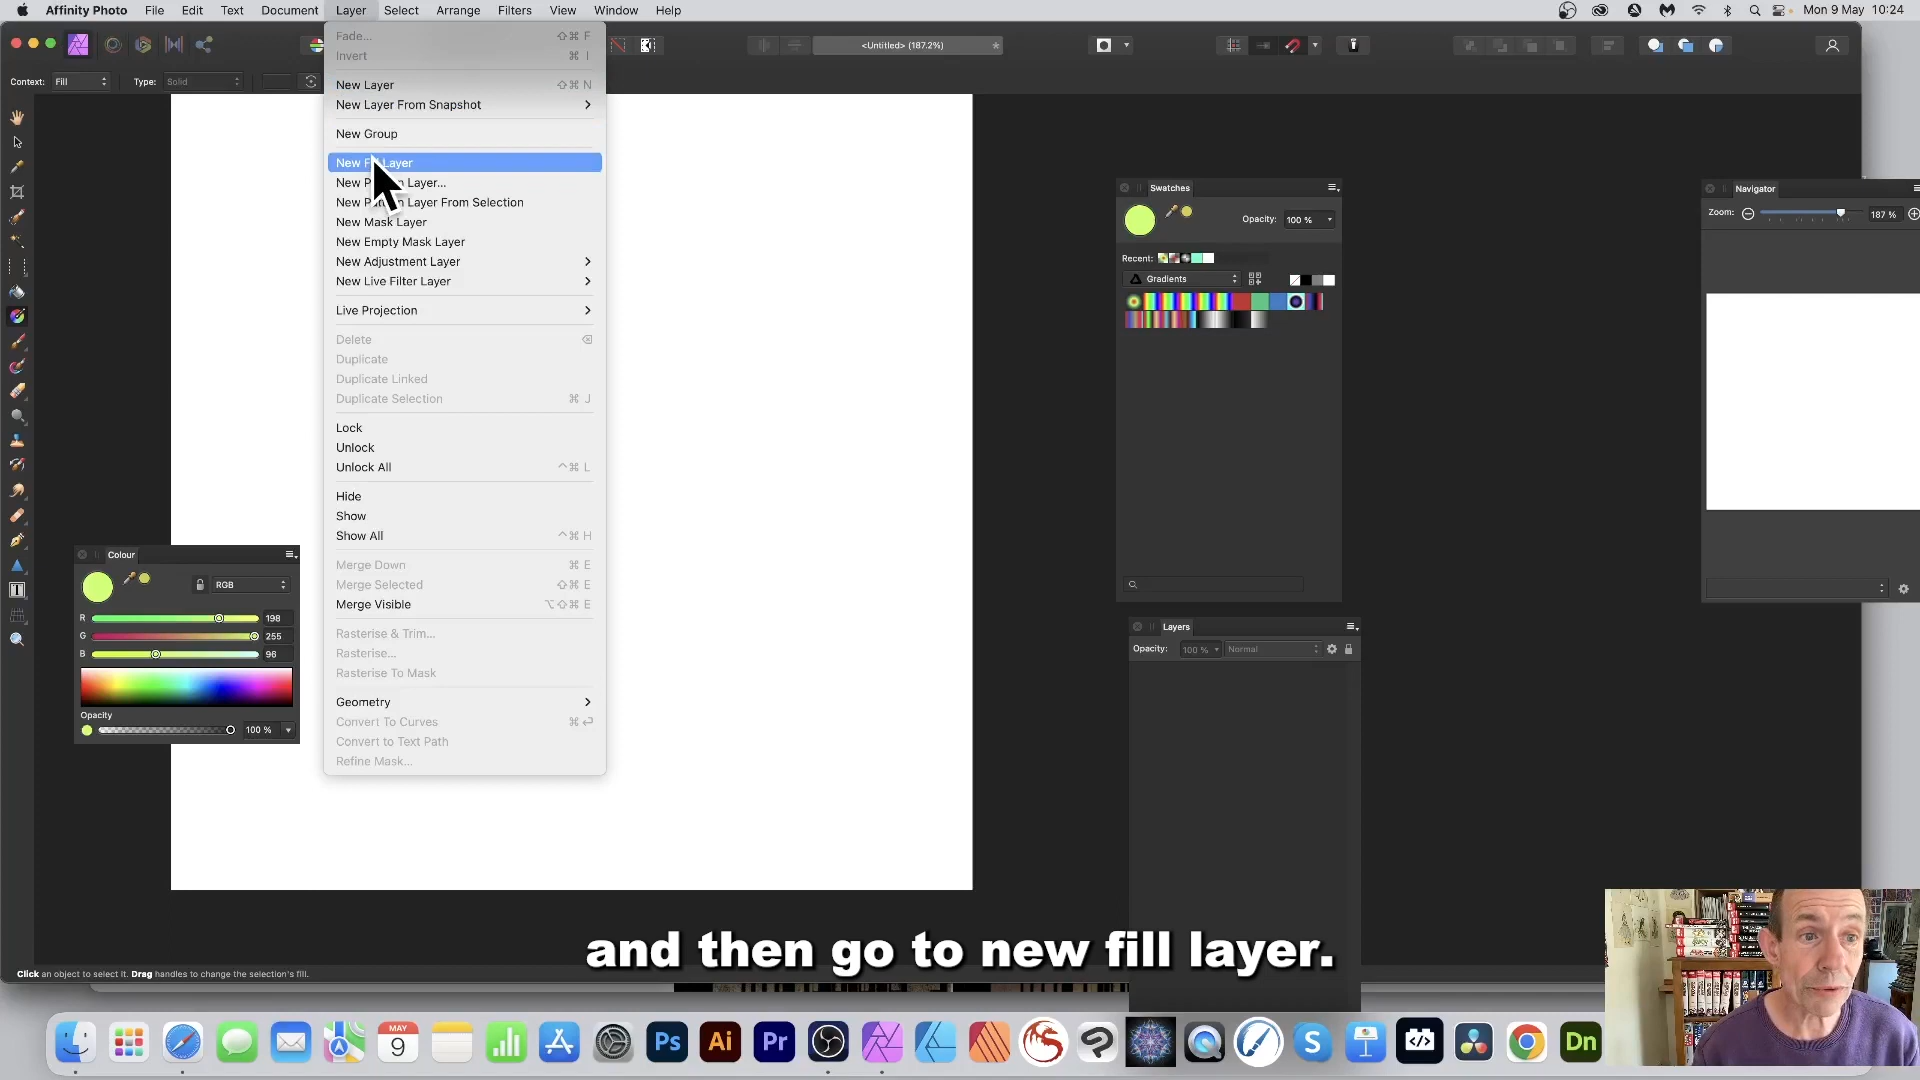 Affinity Photo File Edit Text Document Layer Select Arrange Filters View Window Help Mon 9 May 10:24
<Untitled> (187.2%)
Context: Fill Type: Solid
Fade... ⇧⌘ F
Invert ⌘ I
New Layer ⇧⌘ N
New Layer From Snapshot
New Group
New Fill Layer
New Pattern Layer...
New Pattern Layer From Selection
New Mask Layer
New Empty Mask Layer
New Adjustment Layer
New Live Filter Layer
Live Projection
Delete
Duplicate
Duplicate Linked
Duplicate Selection ⌘ J
Lock
Unlock
Unlock All ^⌘ L
Hide
Show
Show All ^⌘ H
Merge Down ⌘ E
Merge Selected ⇧⌘ E
Merge Visible ⌥⇧⌘ E
Rasterise & Trim...
Rasterise...
Rasterise To Mask
Geometry
Convert To Curves ⌘↩
Convert to Text Path
Refine Mask...
Colour
RGB
R 198
G 255
B 96
Opacity
100 %
Swatches
Opacity: 100 %
Recent:
Gradients
Navigator
Zoom: 187 %
Layers
Opacity: 100 % Normal
and then go to new fill layer.
Click an object to select it. Drag handles to change the selection's fill.
MAY
9
Ps Ai Pr S Dn